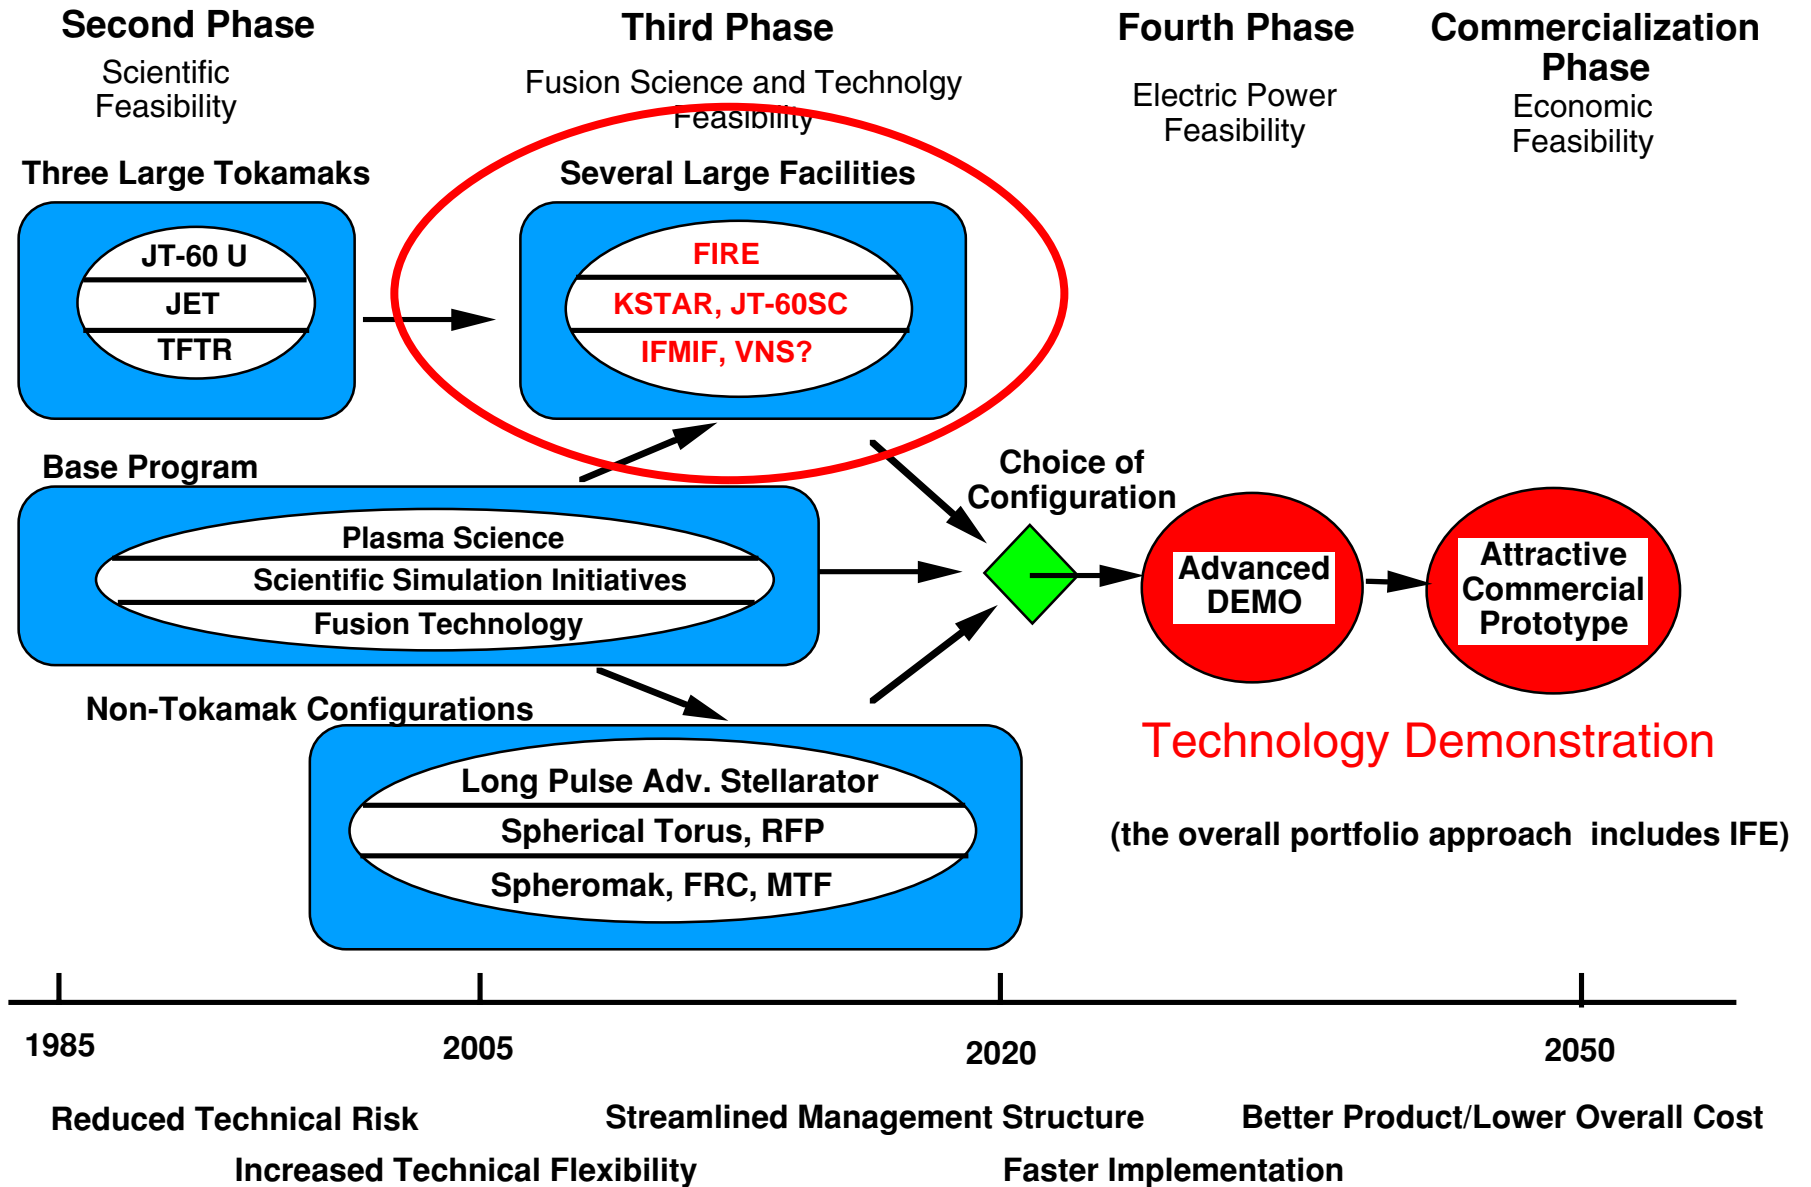 Second Phase
Scientific
Feasibility
Third Phase
Fusion Science and Technolgy
Feasibility
Fourth Phase
Electric Power
Feasibility
Commercialization
Phase
Economic
Feasibility
Three Large Tokamaks
JT-60 U
JET
TFTR
Several Large Facilities
FIRE
KSTAR, JT-60SC
IFMIF, VNS?
Base Program
Plasma Science
Scientific Simulation Initiatives
Fusion Technology
Choice of
Configuration
Advanced
DEMO
Attractive
Commercial
Prototype
Non-Tokamak Configurations
Long Pulse Adv. Stellarator
Spherical Torus, RFP
Spheromak, FRC, MTF
Technology Demonstration
(the overall portfolio approach includes IFE)
1985
2005
2020
2050
Reduced Technical Risk
Streamlined Management Structure
Better Product/Lower Overall Cost
Increased Technical Flexibility
Faster Implementation